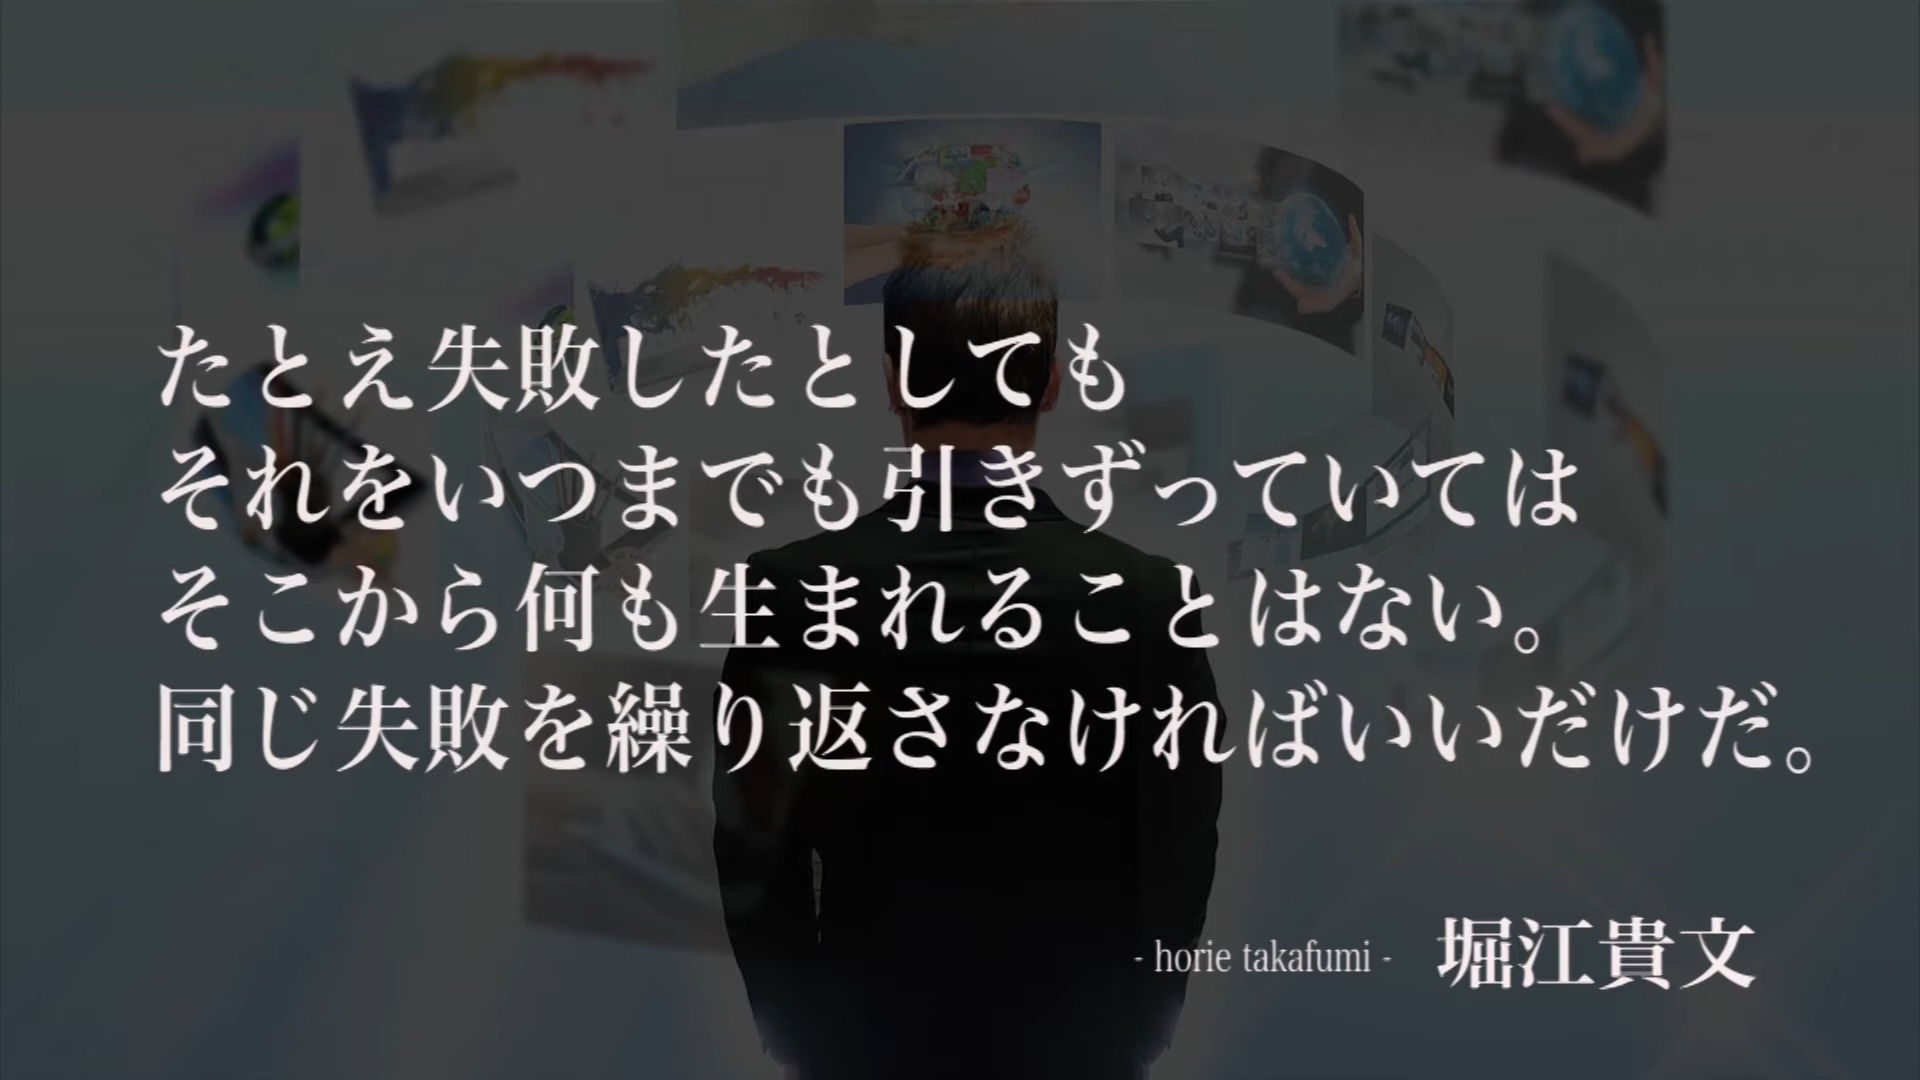 たとえ失敗したとしても
それをいつまでも引きずっていては
そこから何も生まれることはない。
同じ失敗を繰り返さなければいいだけだ。
- horie takafumi - 堀江貴文